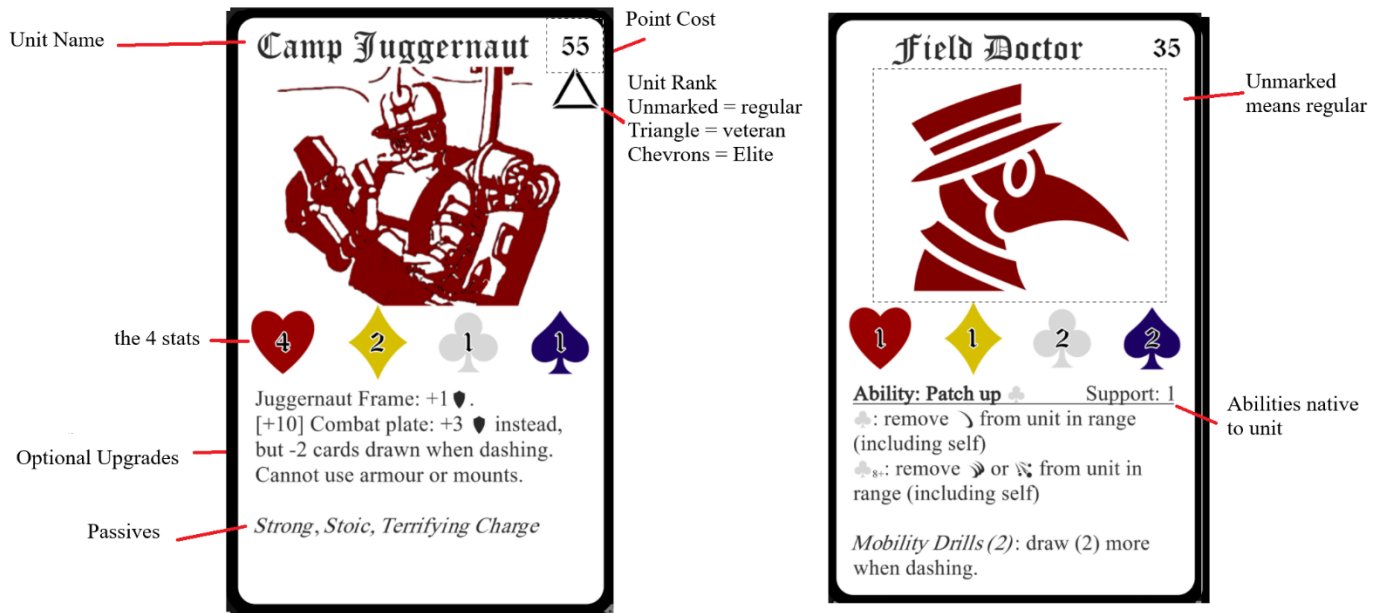 Unit Name
Camp Juggernaut
55
Point Cost
Unit Rank
Unmarked = regular
Triangle = veteran
Chevrons = Elite
the 4 stats
4
2
1
1
Juggernaut Frame: +1 .
[+10] Combat plate: +3 instead,
but -2 cards drawn when dashing.
Cannot use armour or mounts.
Optional Upgrades
Passives
Strong, Stoic, Terrifying Charge
Field Doctor
35
Unmarked
means regular
1
1
2
2
Ability: Patch up Support: 1
: remove from unit in range
(including self)
8+: remove or from unit in
range (including self)
Abilities native
to unit
Mobility Drills (2): draw (2) more
when dashing.